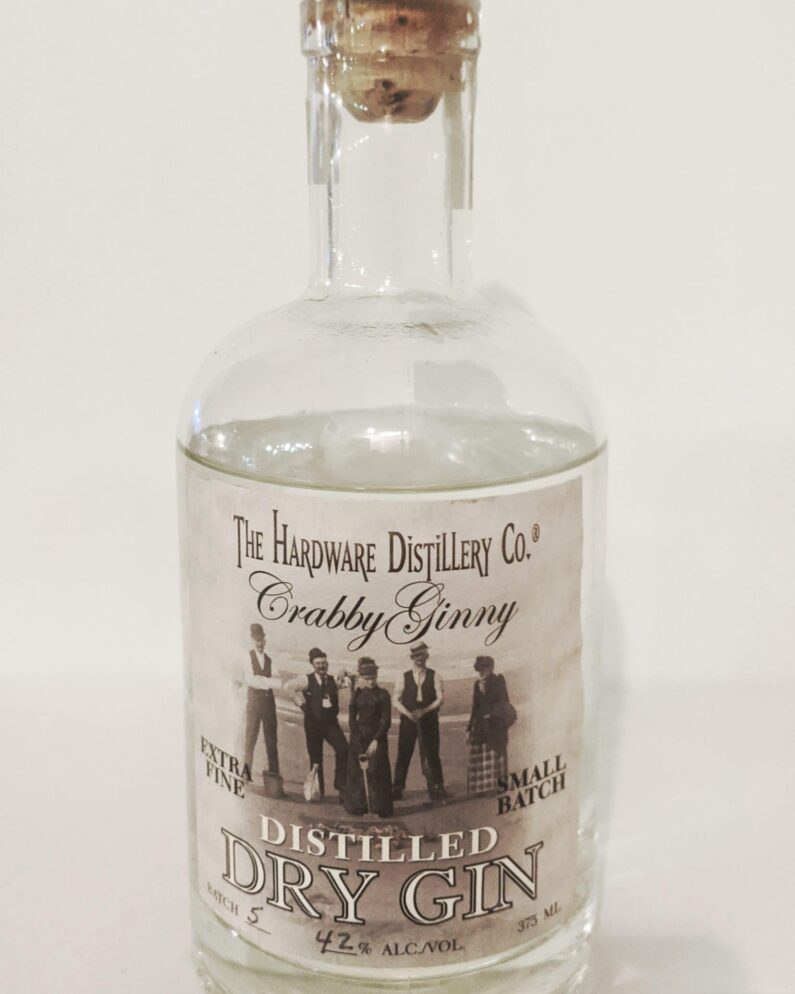 The Hardware Distillery Co.®
Crabby Ginny
EXTRA
FINE
SMALL
BATCH
DISTILLED
DRY GIN
BATCH 5
42% ALC./VOL.
375 ML